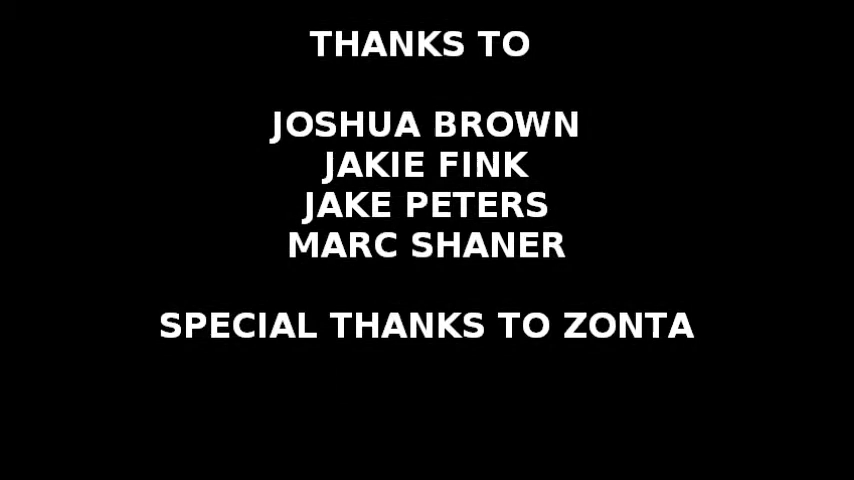 THANKS TO
JOSHUA BROWN
JAKIE FINK
JAKE PETERS
MARC SHANER
SPECIAL THANKS TO ZONTA